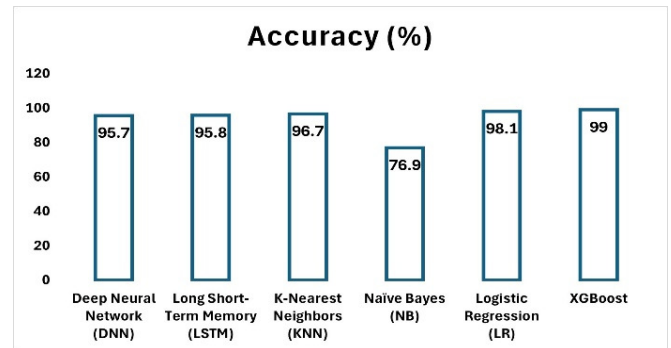 Accuracy (%)
120
100
80
60
40
20
0
95.7
95.8
96.7
76.9
98.1
99
Deep Neural
Network
(DNN)
Long Short-
Term Memory
(LSTM)
K-Nearest
Neighbors
(KNN)
Naïve Bayes
(NB)
Logistic
Regression
(LR)
XGBoost